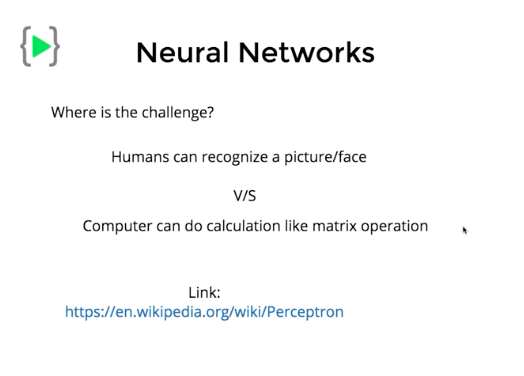 Neural Networks
Where is the challenge?
Humans can recognize a picture/face
V/S
Computer can do calculation like matrix operation
Link:
https://en.wikipedia.org/wiki/Perceptron